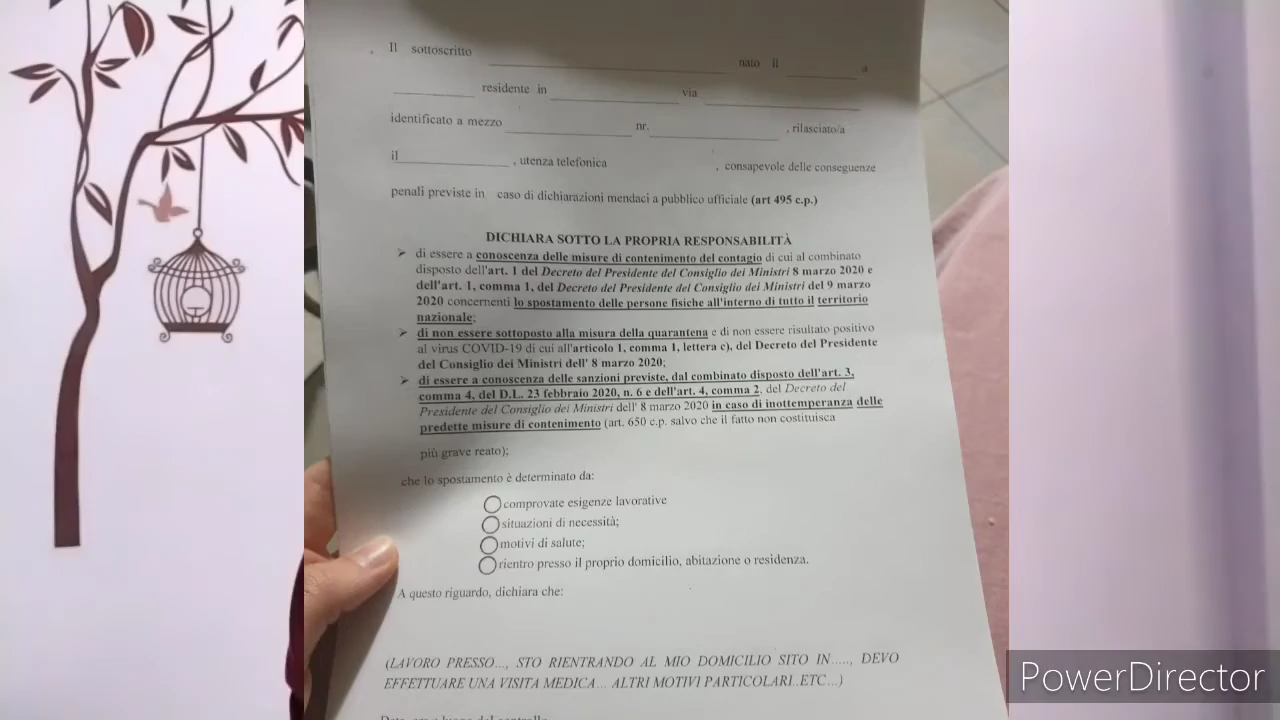 Il sottoscritto ______ nato il ______ a
______ residente in ______ via ______
identificato a mezzo ______ nr. ______ , rilasciato/a
il ______ , utenza telefonica , consapevole delle conseguenze
penali previste in caso di dichiarazioni mendaci a pubblico ufficiale (art 495 c.p.)
DICHIARA SOTTO LA PROPRIA RESPONSABILITÀ
➢ di essere a conoscenza delle misure di contenimento del contagio di cui al combinato
disposto dell'art. 1 del Decreto del Presidente del Consiglio dei Ministri 8 marzo 2020 e
dell'art. 1, comma 1, del Decreto del Presidente del Consiglio dei Ministri del 9 marzo
2020 concernenti lo spostamento delle persone fisiche all'interno di tutto il territorio
nazionale;
➢ di non essere sottoposto alla misura della quarantena e di non essere risultato positivo
al virus COVID-19 di cui all'articolo 1, comma 1, lettera c), del Decreto del Presidente
del Consiglio dei Ministri dell' 8 marzo 2020;
➢ di essere a conoscenza delle sanzioni previste, dal combinato disposto dell'art. 3,
comma 4, del D.L. 23 febbraio 2020, n. 6 e dell'art. 4, comma 2, del Decreto del
Presidente del Consiglio dei Ministri dell' 8 marzo 2020 in caso di inottemperanza delle
predette misure di contenimento (art. 650 c.p. salvo che il fatto non costituisca
più grave reato);
che lo spostamento è determinato da:
comprovate esigenze lavorative
situazioni di necessità;
motivi di salute;
rientro presso il proprio domicilio, abitazione o residenza.
A questo riguardo, dichiara che:
(LAVORO PRESSO..., STO RIENTRANDO AL MIO DOMICILIO SITO IN....., DEVO
EFFETTUARE UNA VISITA MEDICA... ALTRI MOTIVI PARTICOLARI..ETC...)
PowerDirector